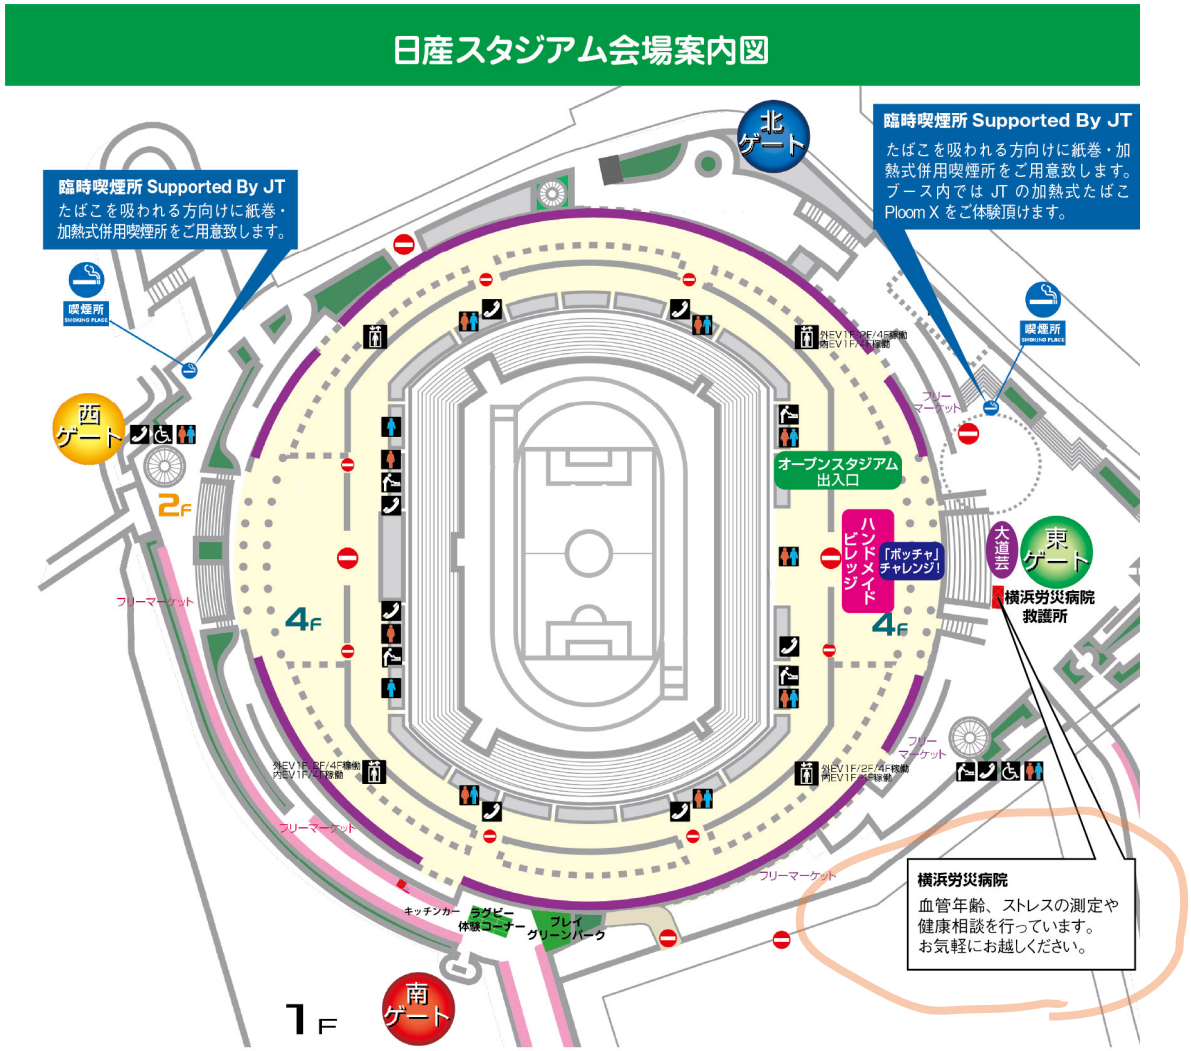 日産スタジアム会場案内図
北
ゲート
臨時喫煙所 Supported By JT
たばこを吸われる方向けに紙巻・加
熱式併用喫煙所をご用意致します。
ブース内では JT の加熱式たばこ
Ploom X をご体験頂けます。
臨時喫煙所 Supported By JT
たばこを吸われる方向けに紙巻・
加熱式併用喫煙所をご用意致します。
喫煙所
SMOKING PLACE
喫煙所
SMOKING PLACE
外EV1F/2F/4F稼働
内EV1F/4F稼働
フリー
マーケット
西
ゲート
2F
オープンスタジアム
出入口
ハンドメイド
ビレッジ
「ボッチャ」
チャレンジ!
大道芸
東
ゲート
横浜労災病院
救護所
フリーマーケット
4F
4F
フリー
マーケット
外EV1F/2F/4F稼働
内EV1F/4F稼働
外EV1F/2F/4F稼働
内EV1F/4F稼働
フリーマーケット
フリーマーケット
横浜労災病院
血管年齢、ストレスの測定や
健康相談を行っています。
お気軽にお越しください。
キッチンカー
ラグビー
体験コーナー
プレイ
グリーンパーク
南
ゲート
1F